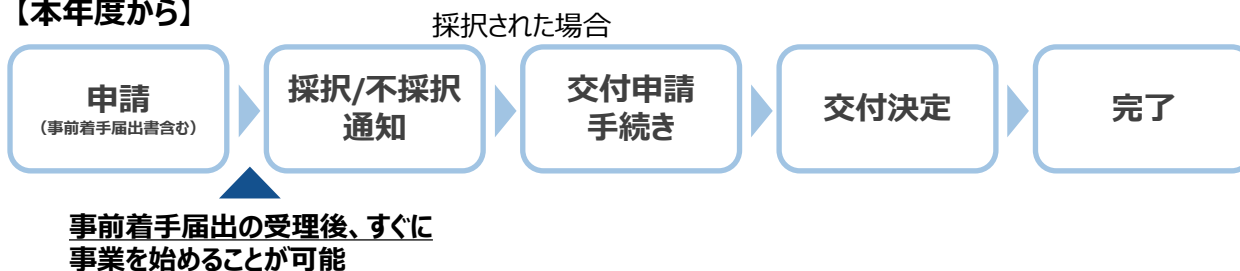 【本年度から】
採択された場合
申請
（事前着手届出書含む）
採択/不採択
通知
交付申請
手続き
交付決定
完了
事前着手届出の受理後、すぐに
事業を始めることが可能